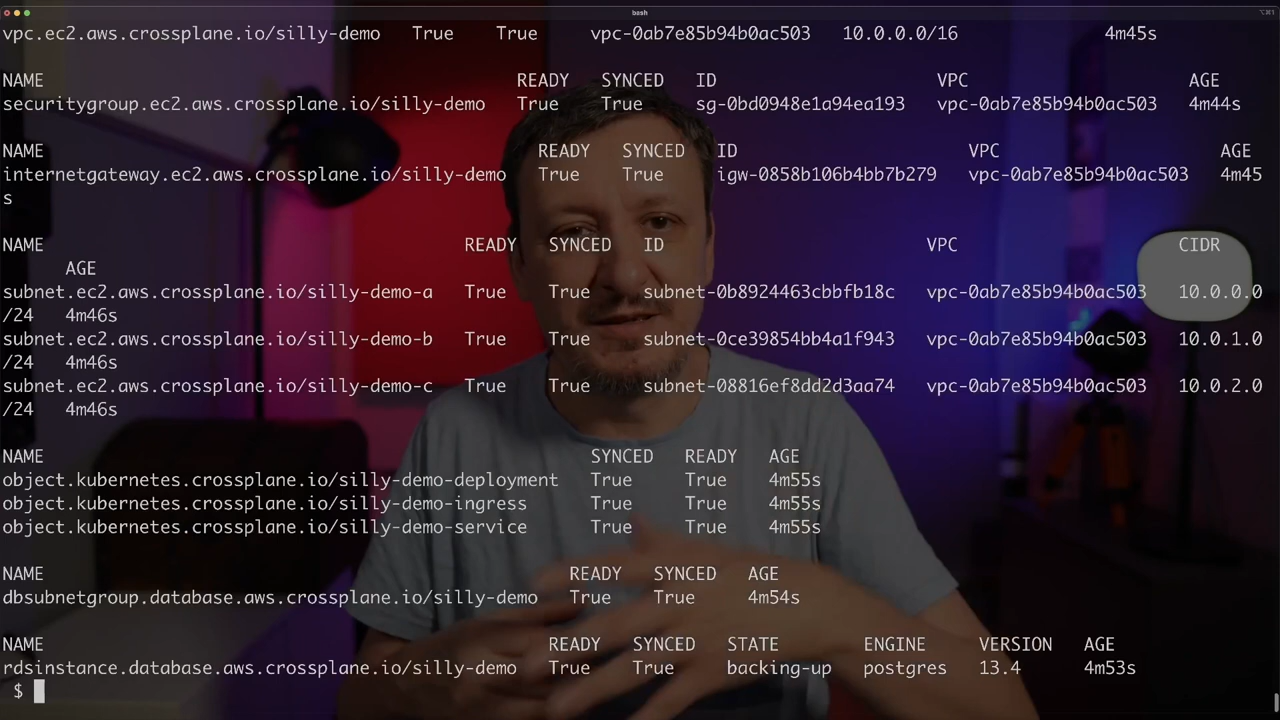 bash
⌥⌘1
vpc.ec2.aws.crossplane.io/silly-demo True True vpc-0ab7e85b94b0ac503 10.0.0.0/16 4m45s
NAME READY SYNCED ID VPC AGE
securitygroup.ec2.aws.crossplane.io/silly-demo True True sg-0bd0948e1a94ea193 vpc-0ab7e85b94b0ac503 4m44s
NAME READY SYNCED ID VPC AGE
internetgateway.ec2.aws.crossplane.io/silly-demo True True igw-0858b106b4bb7b279 vpc-0ab7e85b94b0ac503 4m45
s
NAME READY SYNCED ID VPC CIDR
AGE
subnet.ec2.aws.crossplane.io/silly-demo-a True True subnet-0b8924463cbbfb18c vpc-0ab7e85b94b0ac503 10.0.0.0
/24 4m46s
subnet.ec2.aws.crossplane.io/silly-demo-b True True subnet-0ce39854bb4a1f943 vpc-0ab7e85b94b0ac503 10.0.1.0
/24 4m46s
subnet.ec2.aws.crossplane.io/silly-demo-c True True subnet-08816ef8dd2d3aa74 vpc-0ab7e85b94b0ac503 10.0.2.0
/24 4m46s
NAME SYNCED READY AGE
object.kubernetes.crossplane.io/silly-demo-deployment True True 4m55s
object.kubernetes.crossplane.io/silly-demo-ingress True True 4m55s
object.kubernetes.crossplane.io/silly-demo-service True True 4m55s
NAME READY SYNCED AGE
dbsubnetgroup.database.aws.crossplane.io/silly-demo True True 4m54s
NAME READY SYNCED STATE ENGINE VERSION AGE
rdsinstance.database.aws.crossplane.io/silly-demo True True backing-up postgres 13.4 4m53s
$